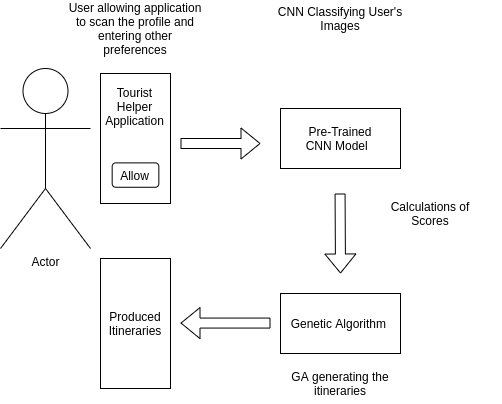 User allowing application
to scan the profile and
entering other
preferences
CNN Classifying User's
Images
Tourist
Helper
Application
Allow
Pre-Trained
CNN Model
Calculations of
Scores
Actor
Produced
Itineraries
Genetic Algorithm
GA generating the
itineraries